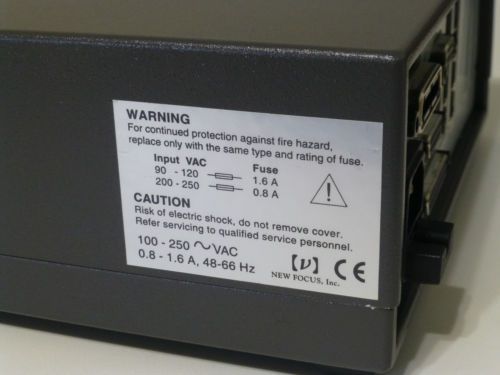 WARNING
For continued protection against fire hazard,
replace only with the same type and rating of fuse.
Input VAC Fuse
90 - 120 1.6 A
200 - 250 0.8 A
CAUTION
Risk of electric shock, do not remove cover.
Refer servicing to qualified service personnel.
100 - 250 ~ VAC
0.8 - 1.6 A, 48-66 Hz
[ν] CE
NEW FOCUS, Inc.